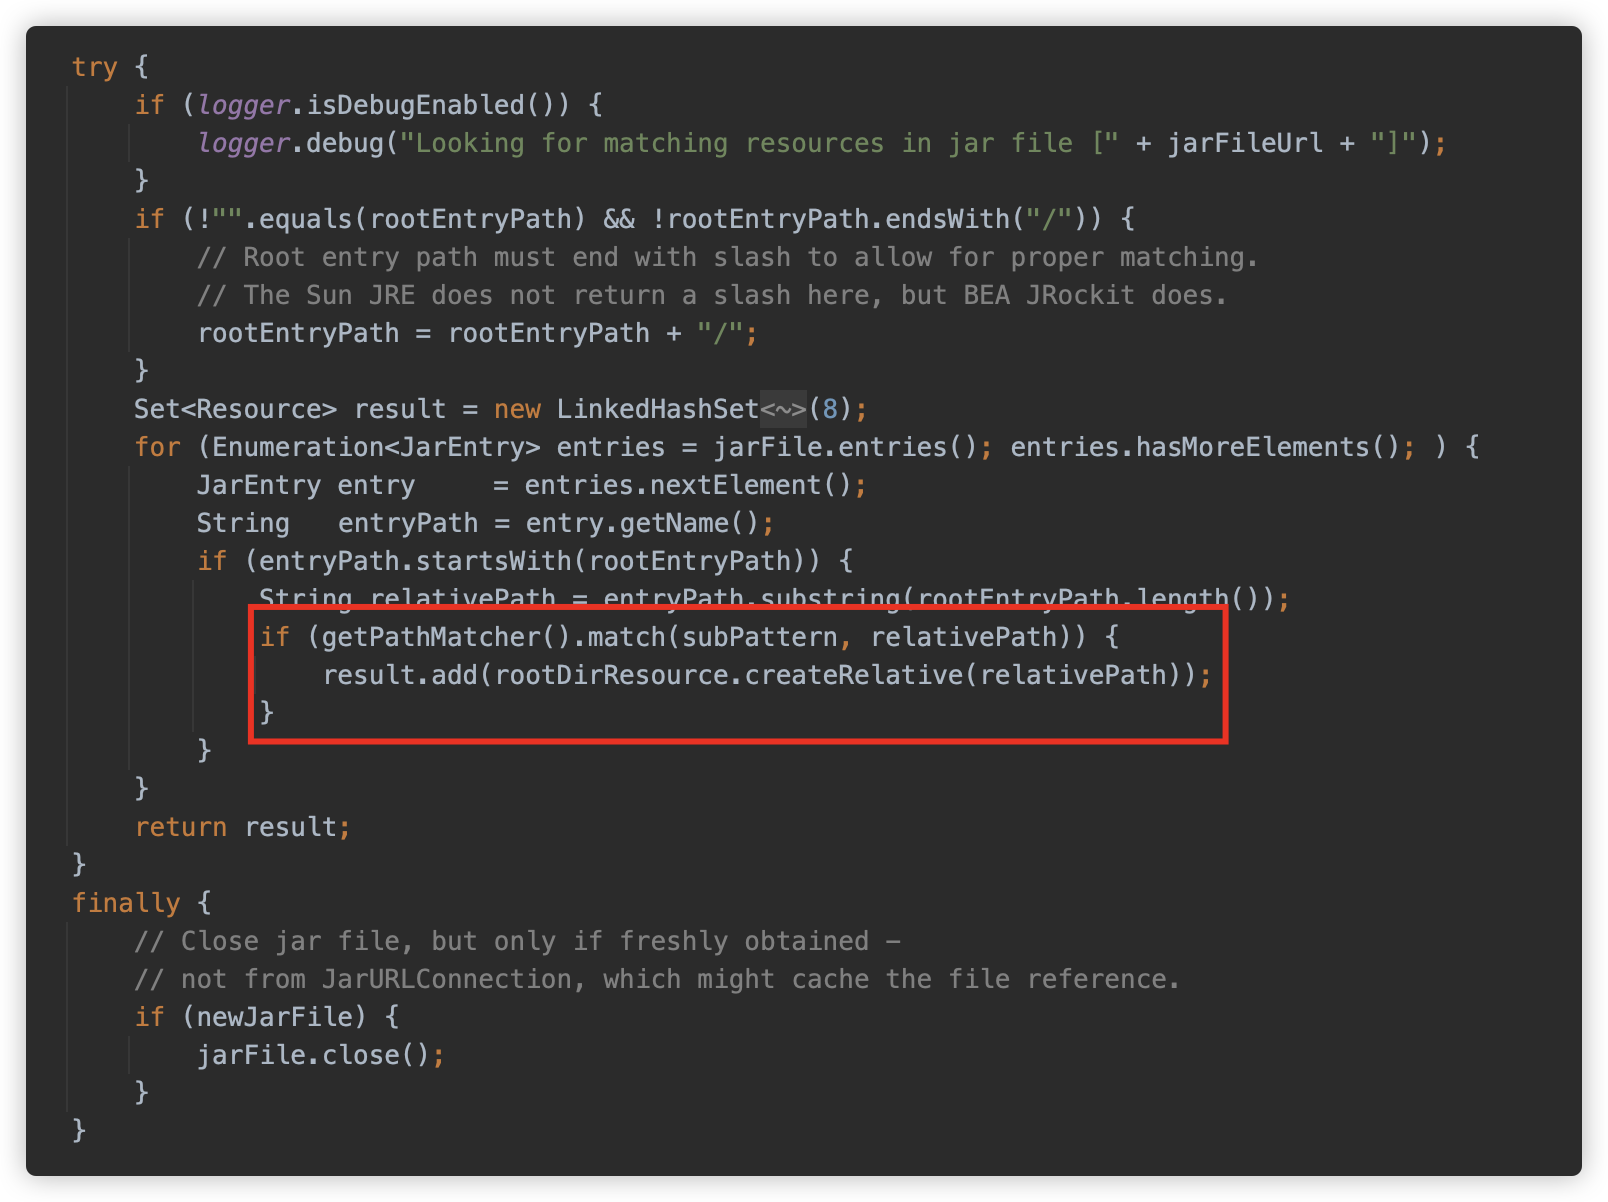 try {
    if (logger.isDebugEnabled()) {
        logger.debug("Looking for matching resources in jar file [" + jarFileUrl + "]");
    }
    if (!"".equals(rootEntryPath) && !rootEntryPath.endsWith("/")) {
        // Root entry path must end with slash to allow for proper matching.
        // The Sun JRE does not return a slash here, but BEA JRockit does.
        rootEntryPath = rootEntryPath + "/";
    }
    Set<Resource> result = new LinkedHashSet<~>(8);
    for (Enumeration<JarEntry> entries = jarFile.entries(); entries.hasMoreElements(); ) {
        JarEntry entry     = entries.nextElement();
        String   entryPath = entry.getName();
        if (entryPath.startsWith(rootEntryPath)) {
            String relativePath = entryPath.substring(rootEntryPath.length());
            if (getPathMatcher().match(subPattern, relativePath)) {
                result.add(rootDirResource.createRelative(relativePath));
            }
        }
    }
    return result;
}
finally {
    // Close jar file, but only if freshly obtained –
    // not from JarURLConnection, which might cache the file reference.
    if (newJarFile) {
        jarFile.close();
    }
}